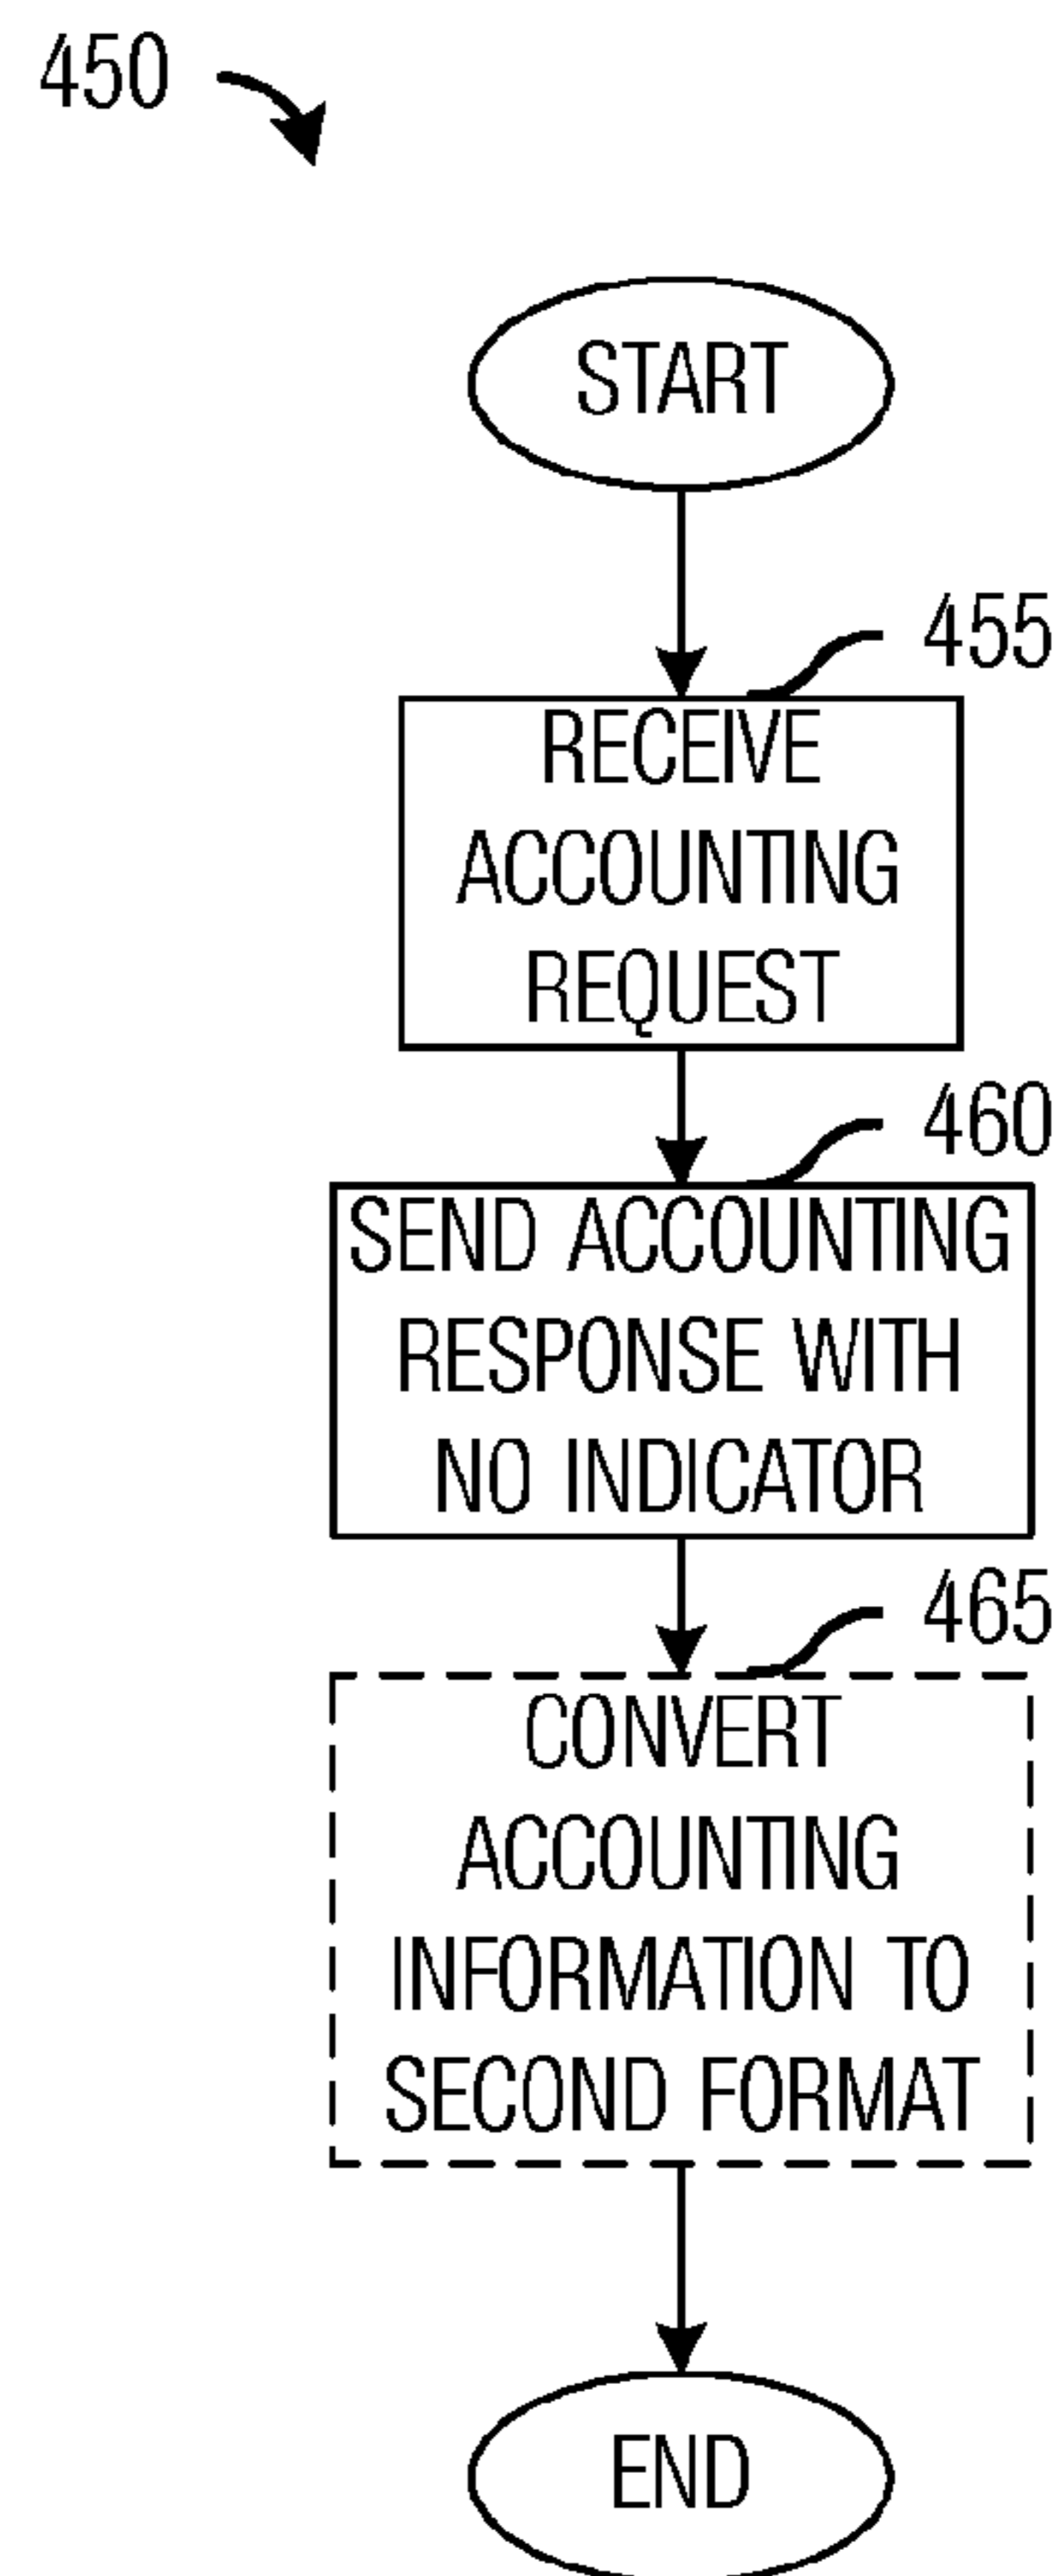 450
START
455
RECEIVE
ACCOUNTING
REQUEST
460
SEND ACCOUNTING
RESPONSE WITH
NO INDICATOR
465
CONVERT
ACCOUNTING
INFORMATION TO
SECOND FORMAT
END